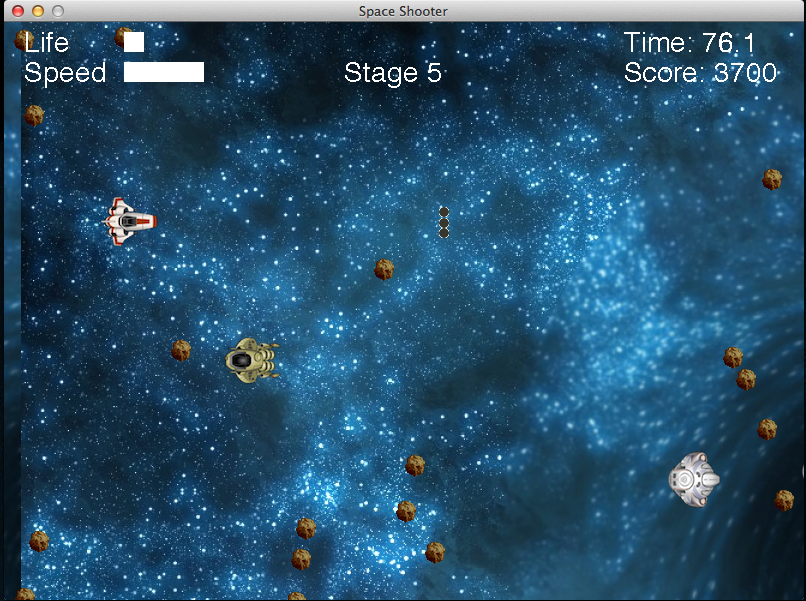 Space Shooter
Life
Time: 76.1
Speed
Stage 5
Score: 3700